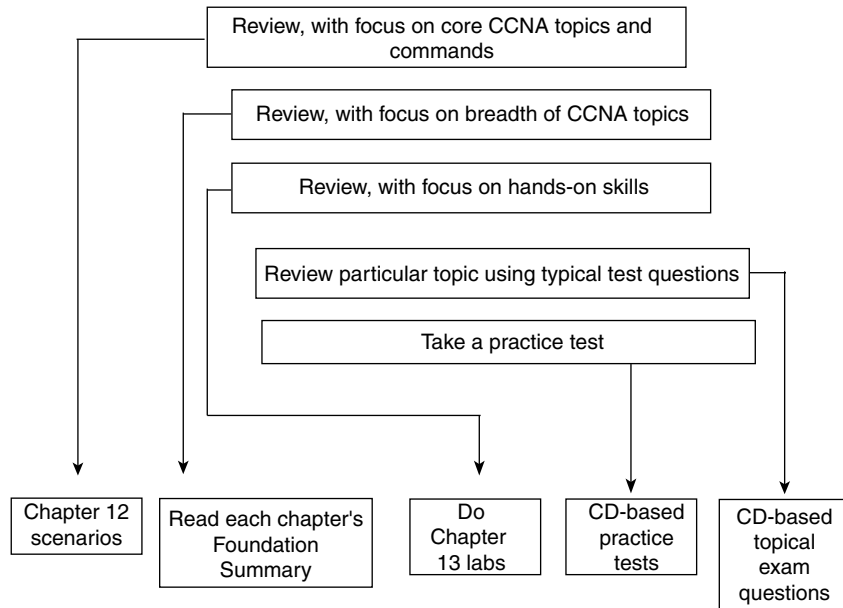 Review, with focus on core CCNA topics and
commands
Review, with focus on breadth of CCNA topics
Review, with focus on hands-on skills
Review particular topic using typical test questions
Take a practice test
Chapter 12
scenarios
Read each chapter's
Foundation
Summary
Do
Chapter
13 labs
CD-based
practice
tests
CD-based
topical
exam
questions